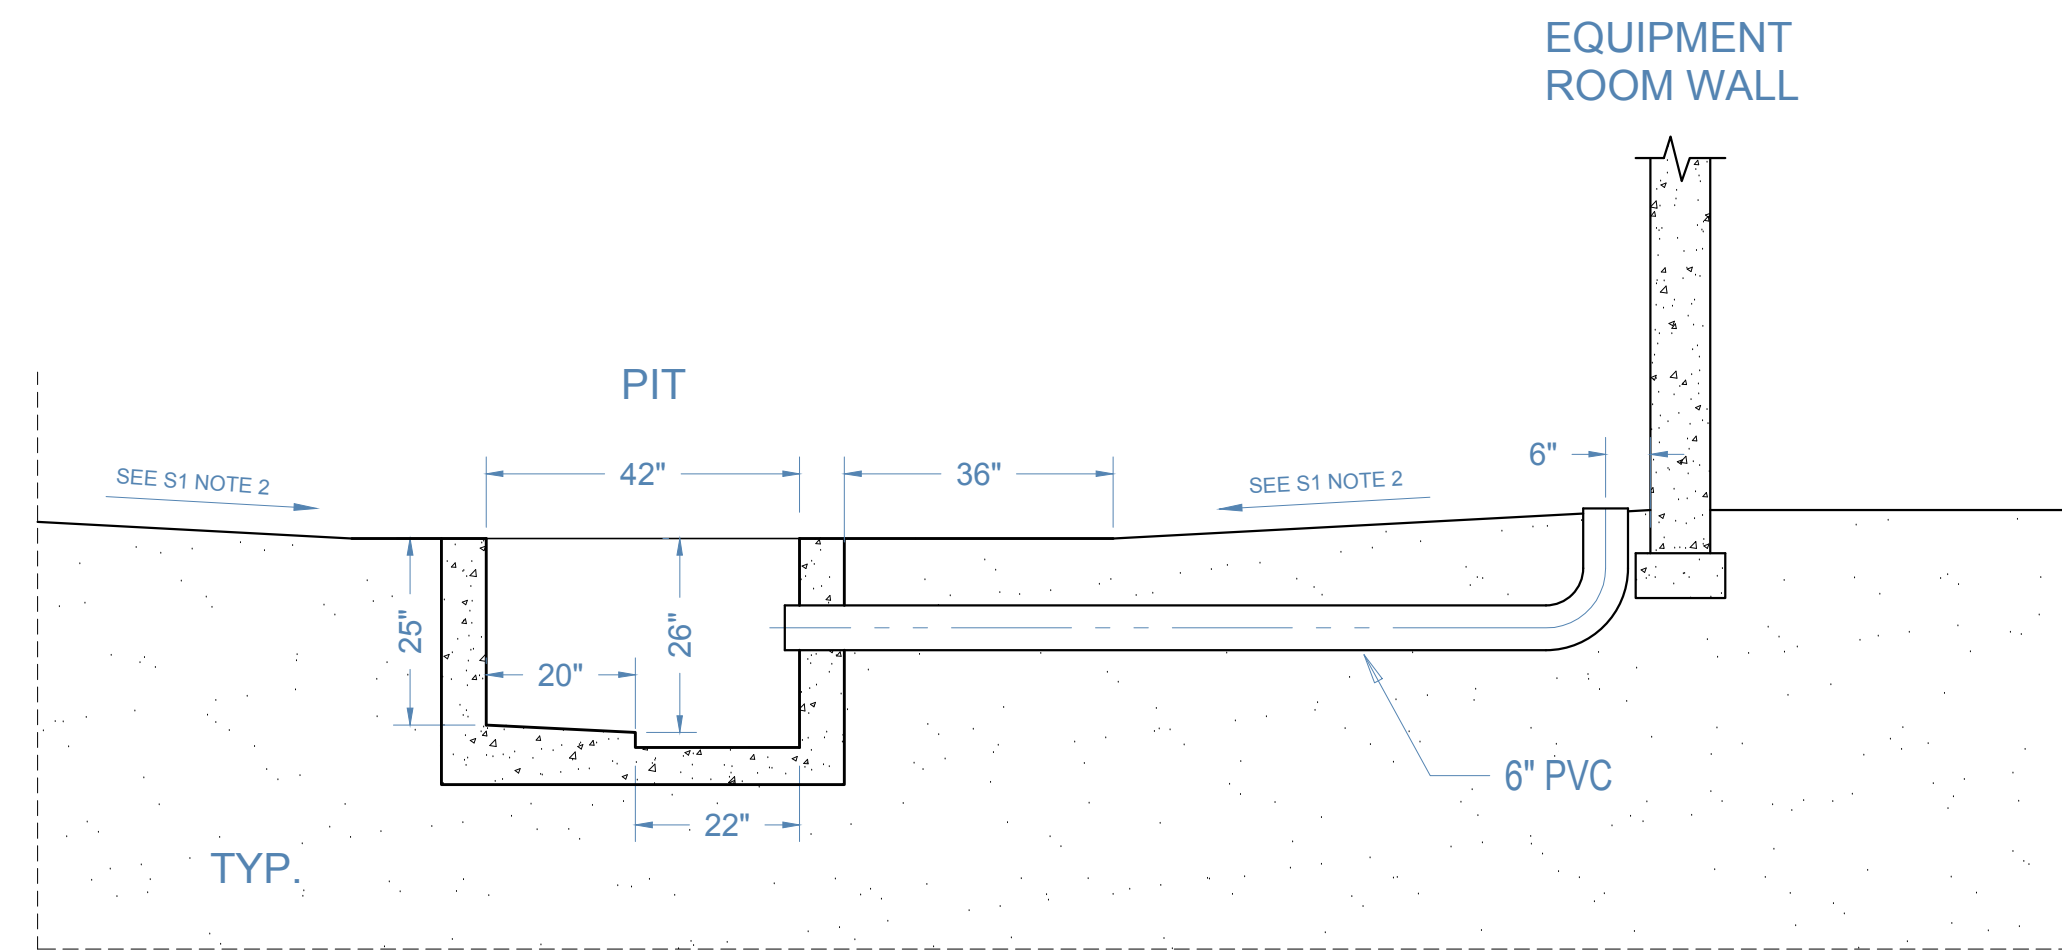 EQUIPMENT
ROOM WALL
PIT
SEE S1 NOTE 2
42"
36"
SEE S1 NOTE 2
6"
25"
26"
20"
6" PVC
22"
TYP.